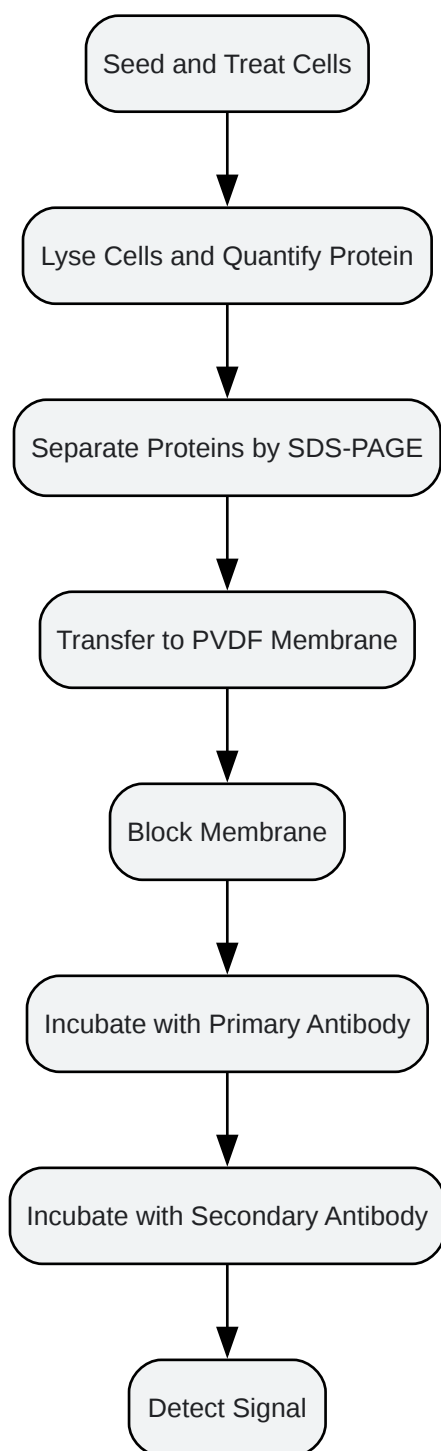 Seed and Treat Cells
Lyse Cells and Quantify Protein
Separate Proteins by SDS-PAGE
Transfer to PVDF Membrane
Block Membrane
Incubate with Primary Antibody
Incubate with Secondary Antibody
Detect Signal